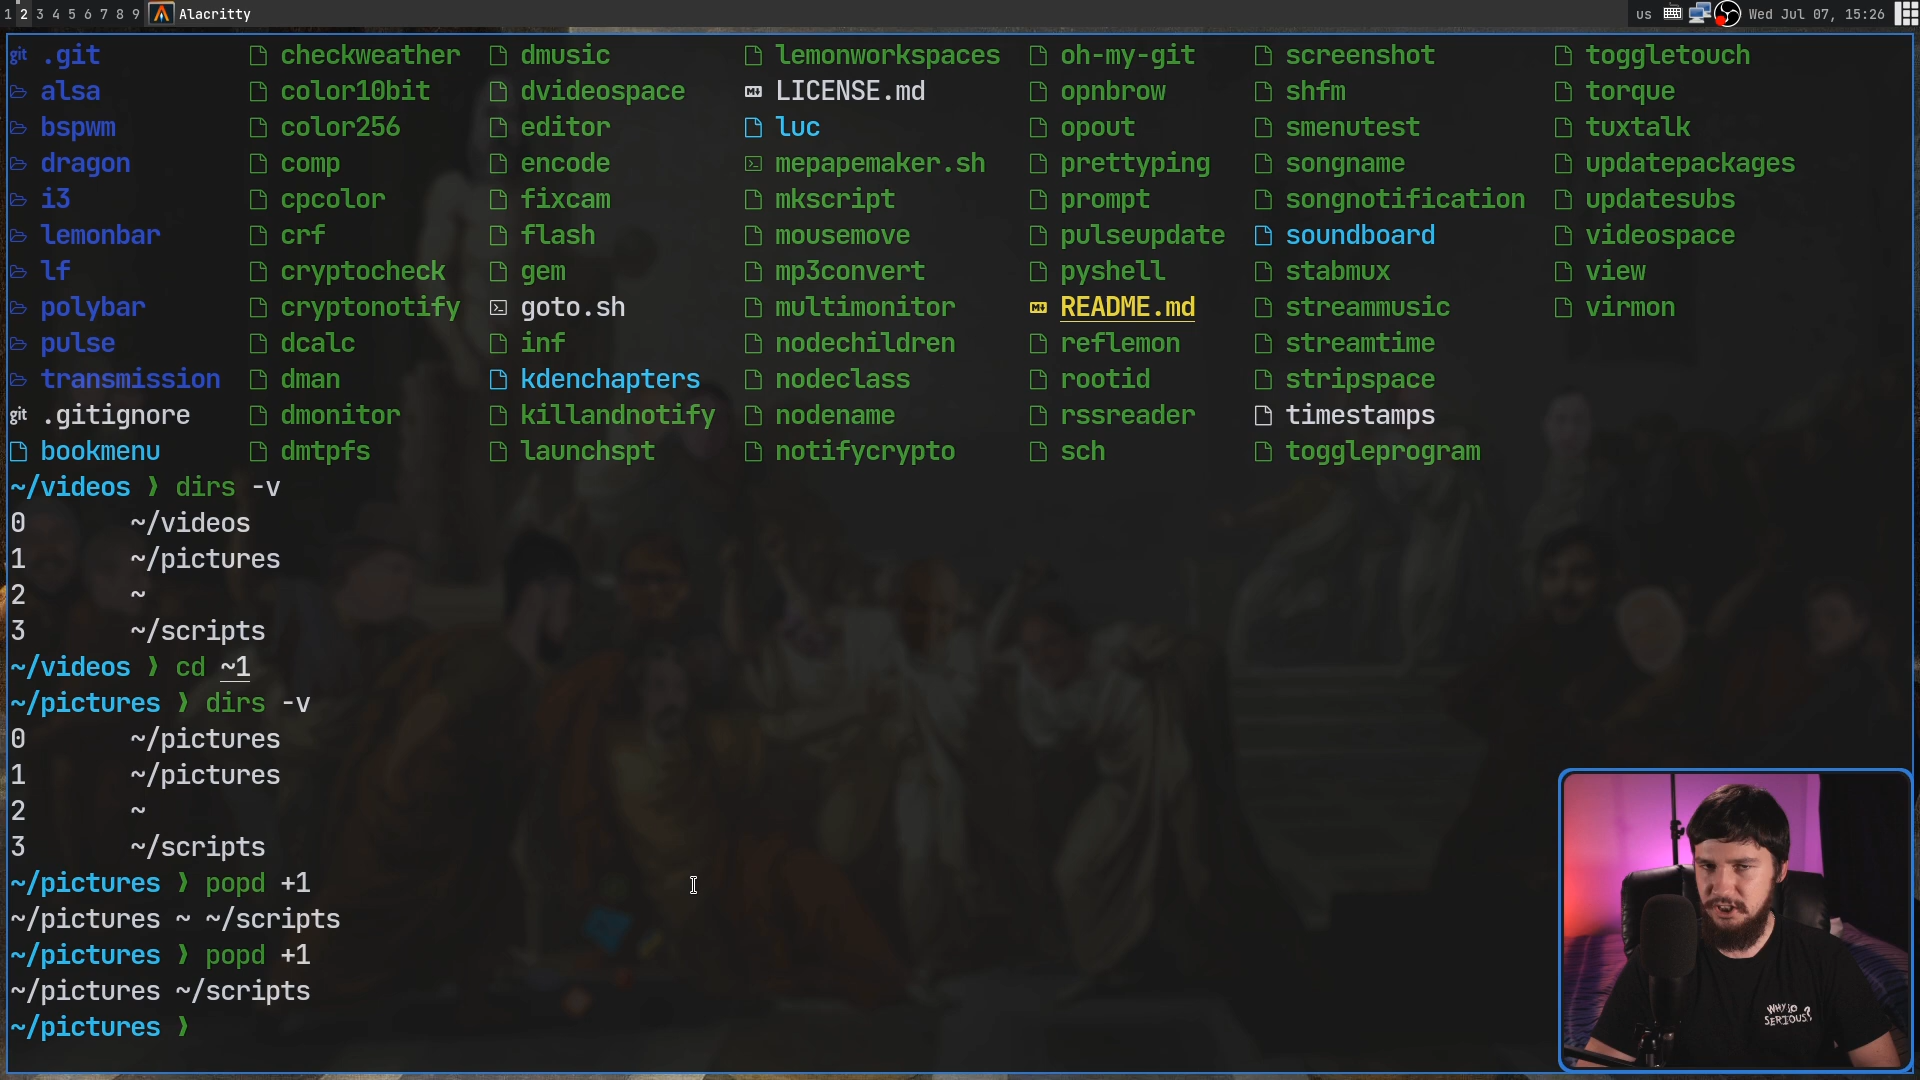 1 2 3 4 5 6 7 8 9 Alacritty us Wed Jul 07, 15:26
git .git checkweather dmusic lemonworkspaces oh-my-git screenshot toggletouch
alsa color10bit dvideospace LICENSE.md opnbrow shfm torque
bspwm color256 editor luc opout smenutest tuxtalk
dragon comp encode mepapemaker.sh prettyping songname updatepackages
i3 cpcolor fixcam mkscript prompt songnotification updatesubs
lemonbar crf flash mousemove pulseupdate soundboard videospace
lf cryptocheck gem mp3convert pyshell stabmux view
polybar cryptonotify goto.sh multimonitor README.md streammusic virmon
pulse dcalc inf nodechildren reflemon streamtime
transmission dman kdenchapters nodeclass rootid stripspace
git .gitignore dmonitor killandnotify nodename rssreader timestamps
bookmenu dmtpfs launchspt notifycrypto sch toggleprogram
~/videos ❭ dirs -v
0 ~/videos
1 ~/pictures
2 ~
3 ~/scripts
~/videos ❭ cd ~1
~/pictures ❭ dirs -v
0 ~/pictures
1 ~/pictures
2 ~
3 ~/scripts
~/pictures ❭ popd +1
~/pictures ~ ~/scripts
~/pictures ❭ popd +1
~/pictures ~/scripts
~/pictures ❭
WHY SO
SERIOUS?